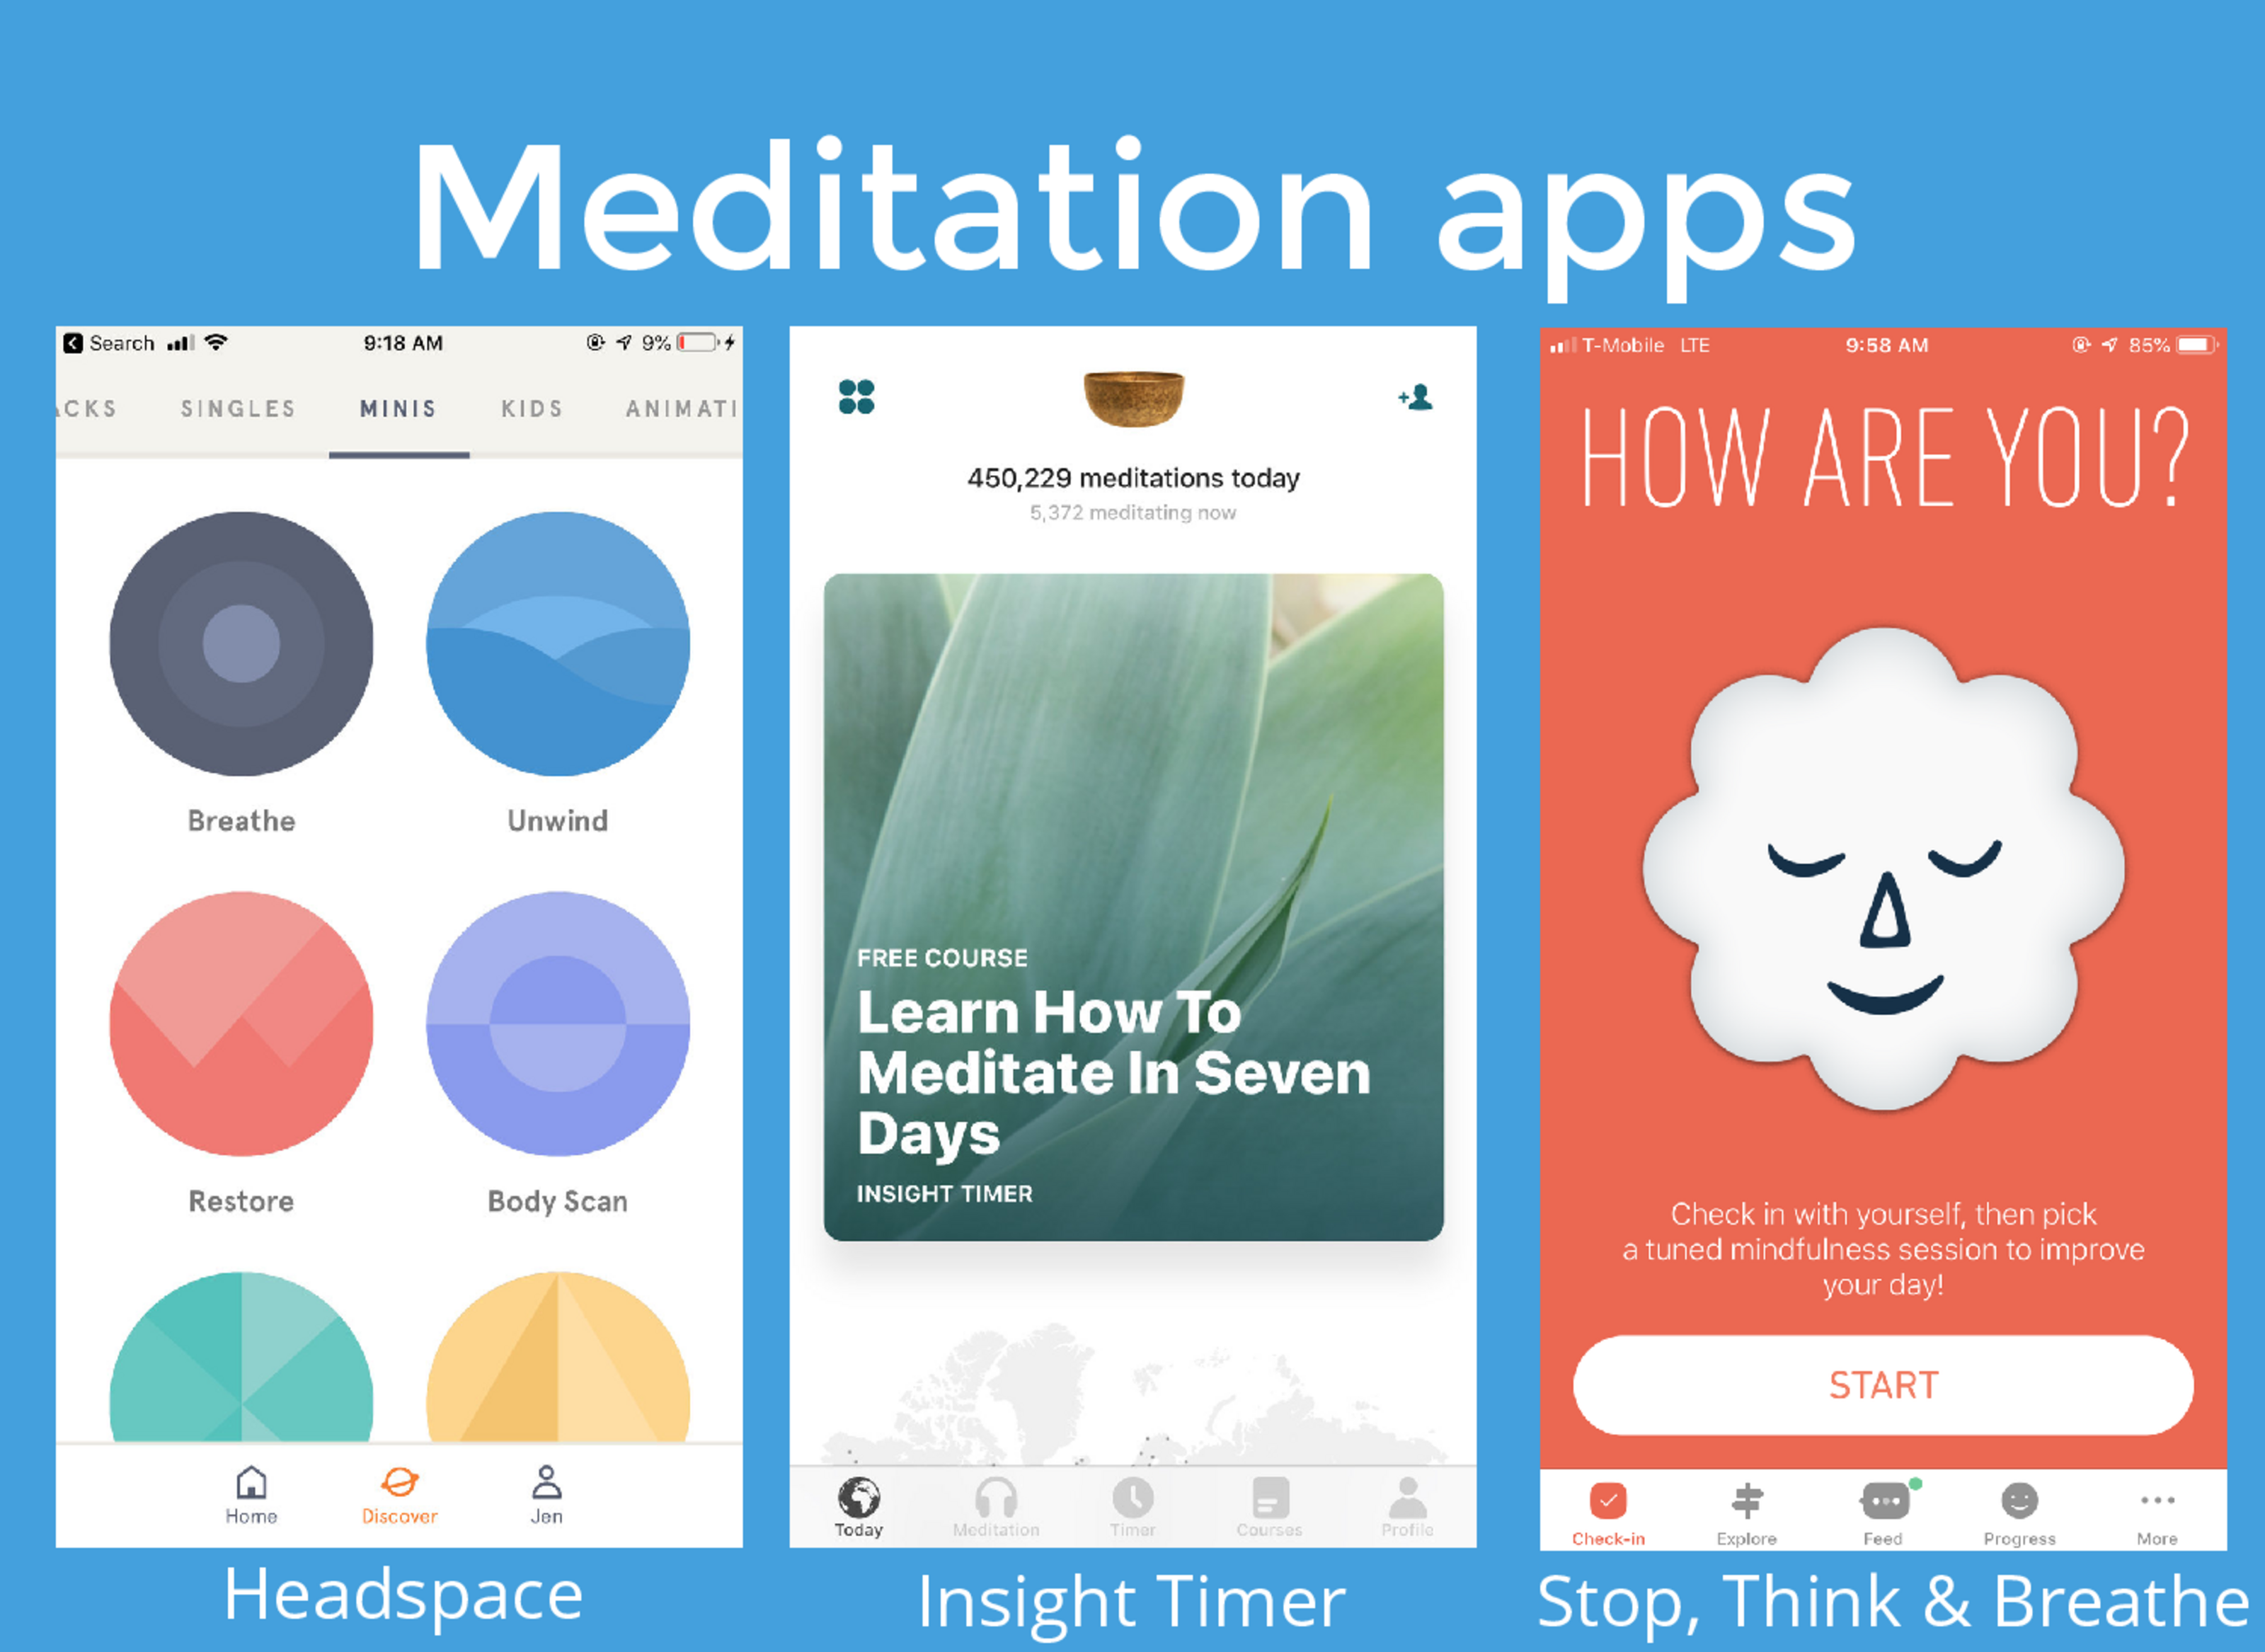 Meditation apps
Search 9:18 AM 9%
ACKS SINGLES MINIS KIDS ANIMATI
Breathe Unwind
Restore Body Scan
Home Discover Jen
Headspace
450,229 meditations today
5,372 meditating now
FREE COURSE
Learn How To
Meditate In Seven
Days
INSIGHT TIMER
Today Meditation Timer Courses Profile
Insight Timer
T-Mobile LTE 9:58 AM 85%
HOW ARE YOU?
Check in with yourself, then pick
a tuned mindfulness session to improve
your day!
START
Check-in Explore Feed Progress More
Stop, Think & Breathe